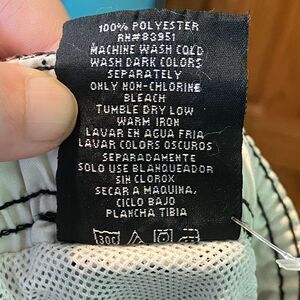 100% POLYESTER
RN#83951
MACHINE WASH COLD
WASH DARK COLORS
SEPARATELY
ONLY NON-CHLORINE
BLEACH
TUMBLE DRY LOW
WARM IRON
LAVAR EN AGUA FRIA
LAVAR COLORS OSCUROS
SEPARADAMENTE
SOLO USE BLANQUEADOR
SIN CLOROX
SECAR A MAQUINA,
CICLO BAJO
PLANCHA TIBIA
30C